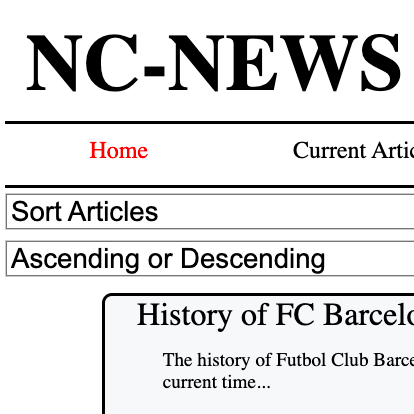 NC-NEWS
Home Current Artic
Sort Articles
Ascending or Descending
History of FC Barcelo
The history of Futbol Club Barce
current time...